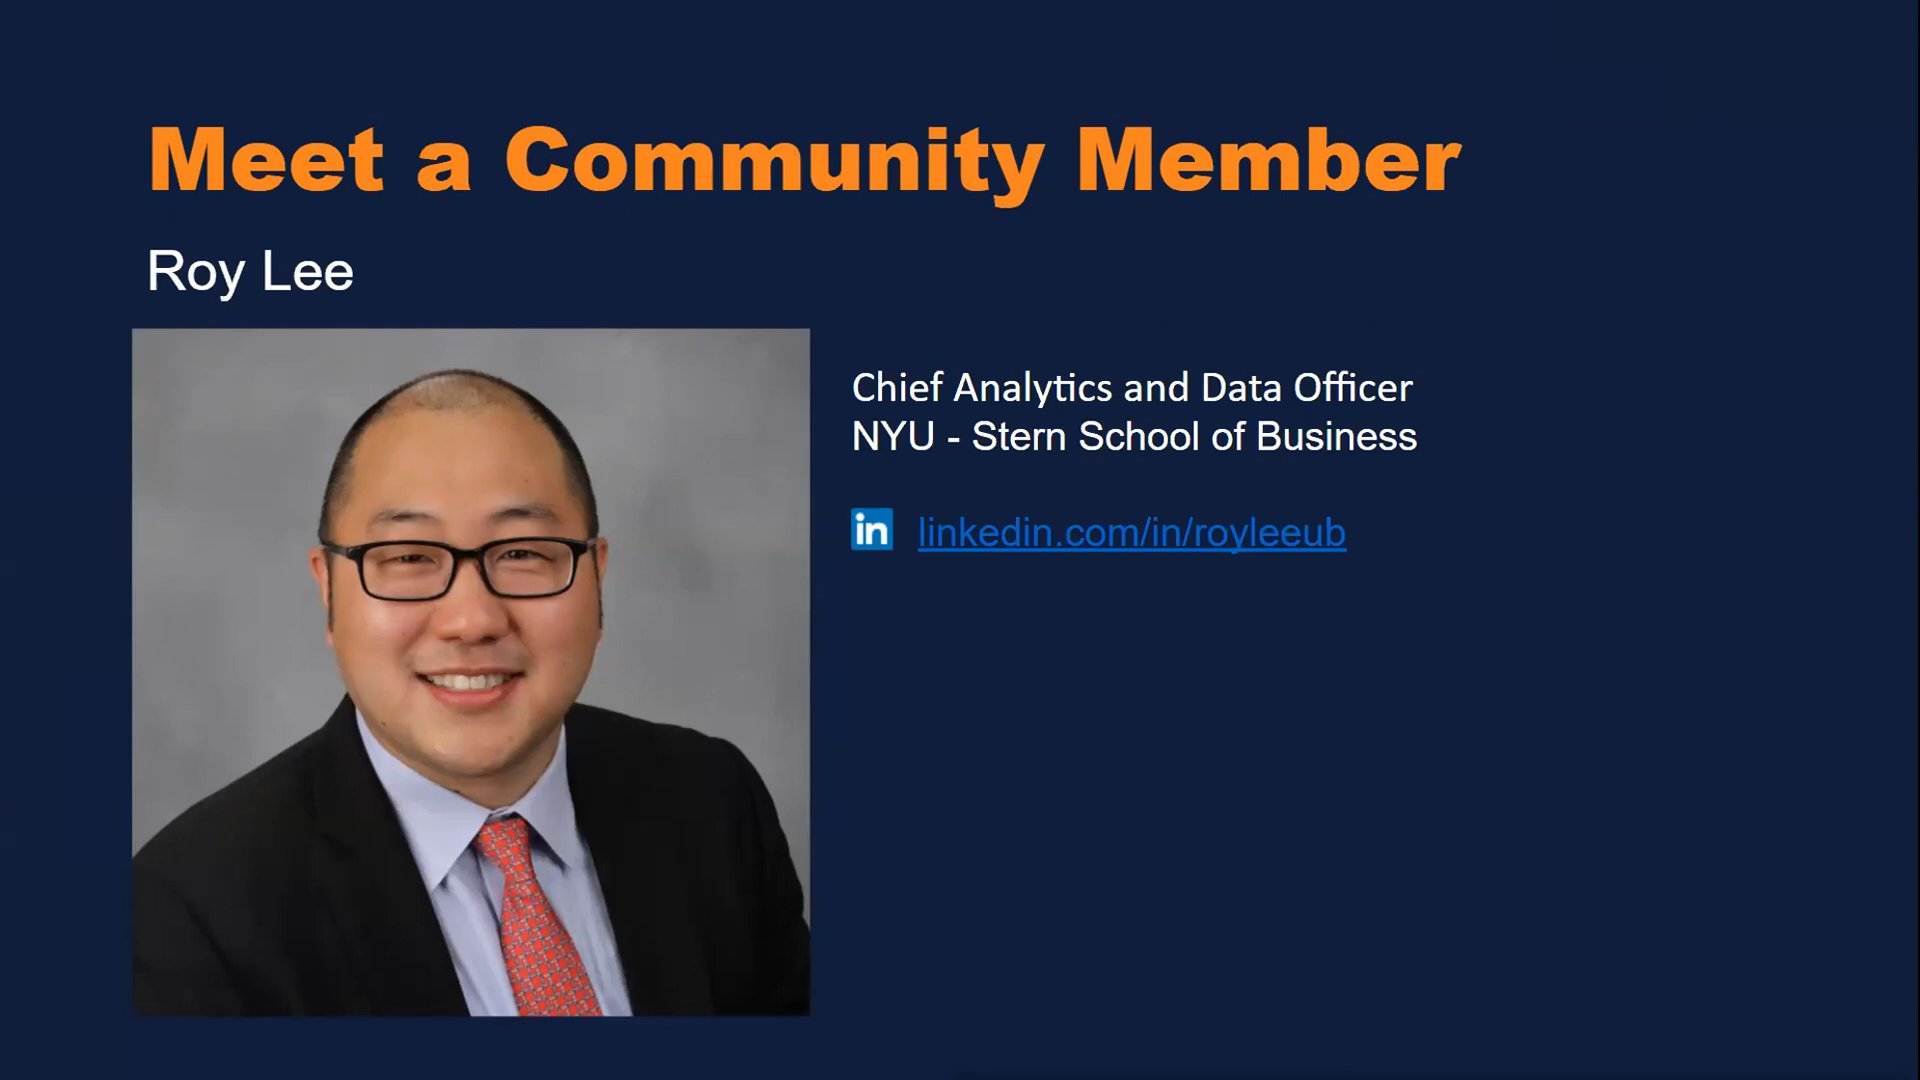 Meet a Community Member
Roy Lee
Chief Analytics and Data Officer
NYU - Stern School of Business
in linkedin.com/in/royleeub